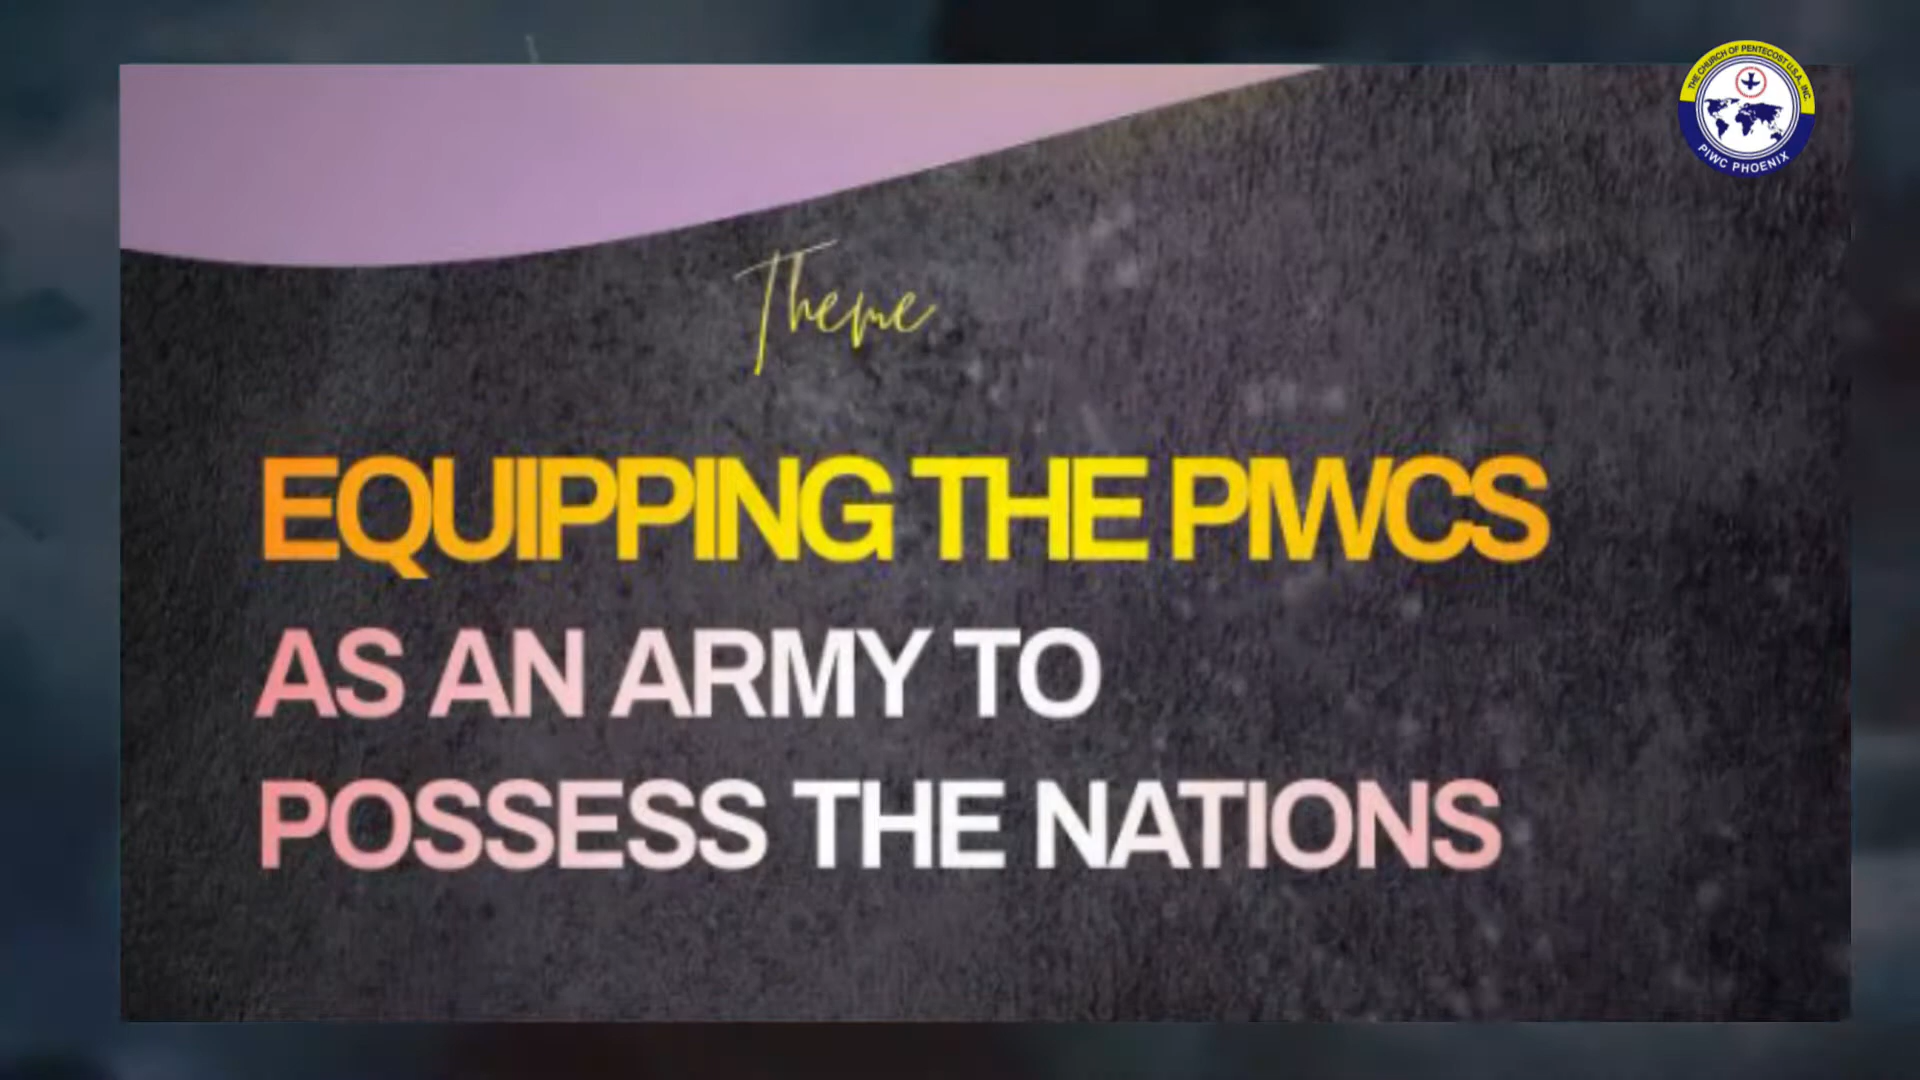 THE CHURCH OF PENTECOST U.S.A., INC.
PIWC PHOENIX
Theme
EQUIPPING THE PIWCS
AS AN ARMY TO
POSSESS THE NATIONS